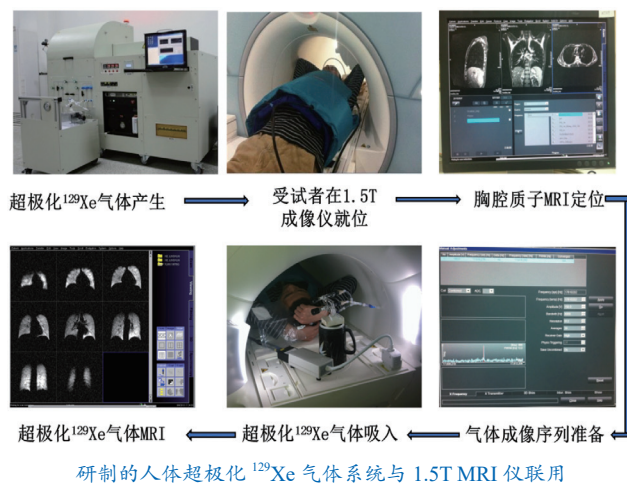 超极化¹²⁹Xe气体产生
受试者在1.5T
成像仪就位
胸腔质子MRI定位
超极化¹²⁹Xe气体MRI
超极化¹²⁹Xe气体吸入
气体成像序列准备
研制的人体超极化 ¹²⁹Xe 气体系统与 1.5T MRI 仪联用